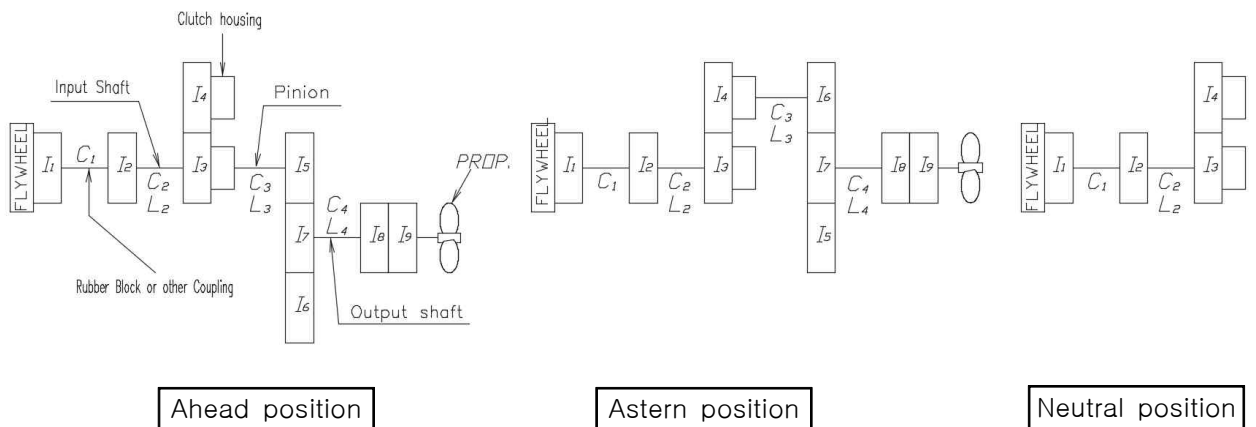 Clutch housing
Input Shaft
Pinion
FLYWHEEL
I1
C1
I2
C2
L2
I4
I3
C3
L3
I5
I7
I6
C4
L4
I8
I9
PROP.
Rubber Block or other Coupling
Output shaft
Ahead position
FLYWHEEL
I1
C1
I2
C2
L2
I4
I3
C3
L3
I6
I7
I5
C4
L4
I8
I9
Astern position
FLYWHEEL
I1
C1
I2
C2
L2
I4
I3
Neutral position